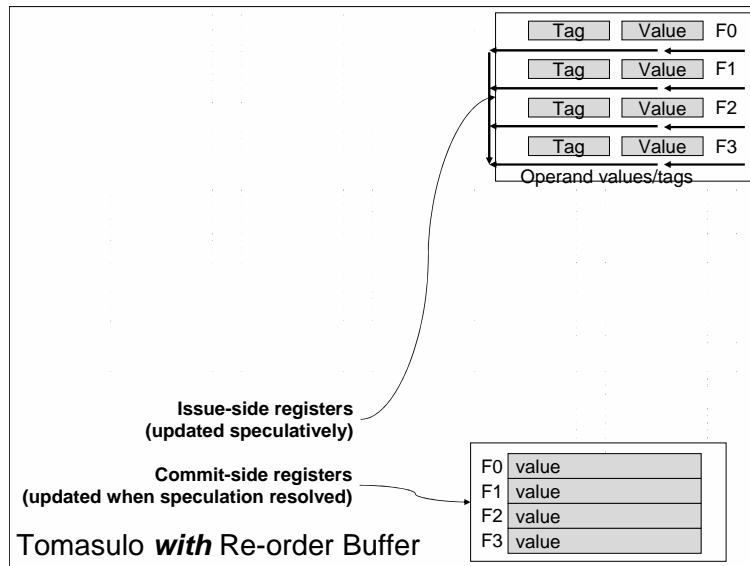 Tag Value F0
Tag Value F1
Tag Value F2
Tag Value F3
Operand values/tags
Issue-side registers
(updated speculatively)
Commit-side registers
(updated when speculation resolved)
F0 value
F1 value
F2 value
F3 value
Tomasulo with Re-order Buffer